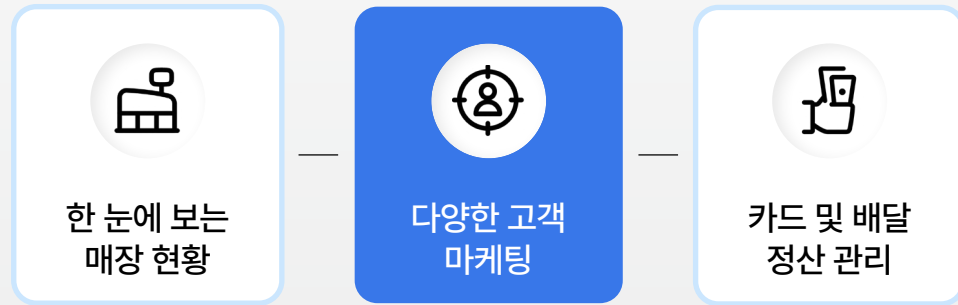 한 눈에 보는
매장 현황
다양한 고객
마케팅
카드 및 배달
정산 관리